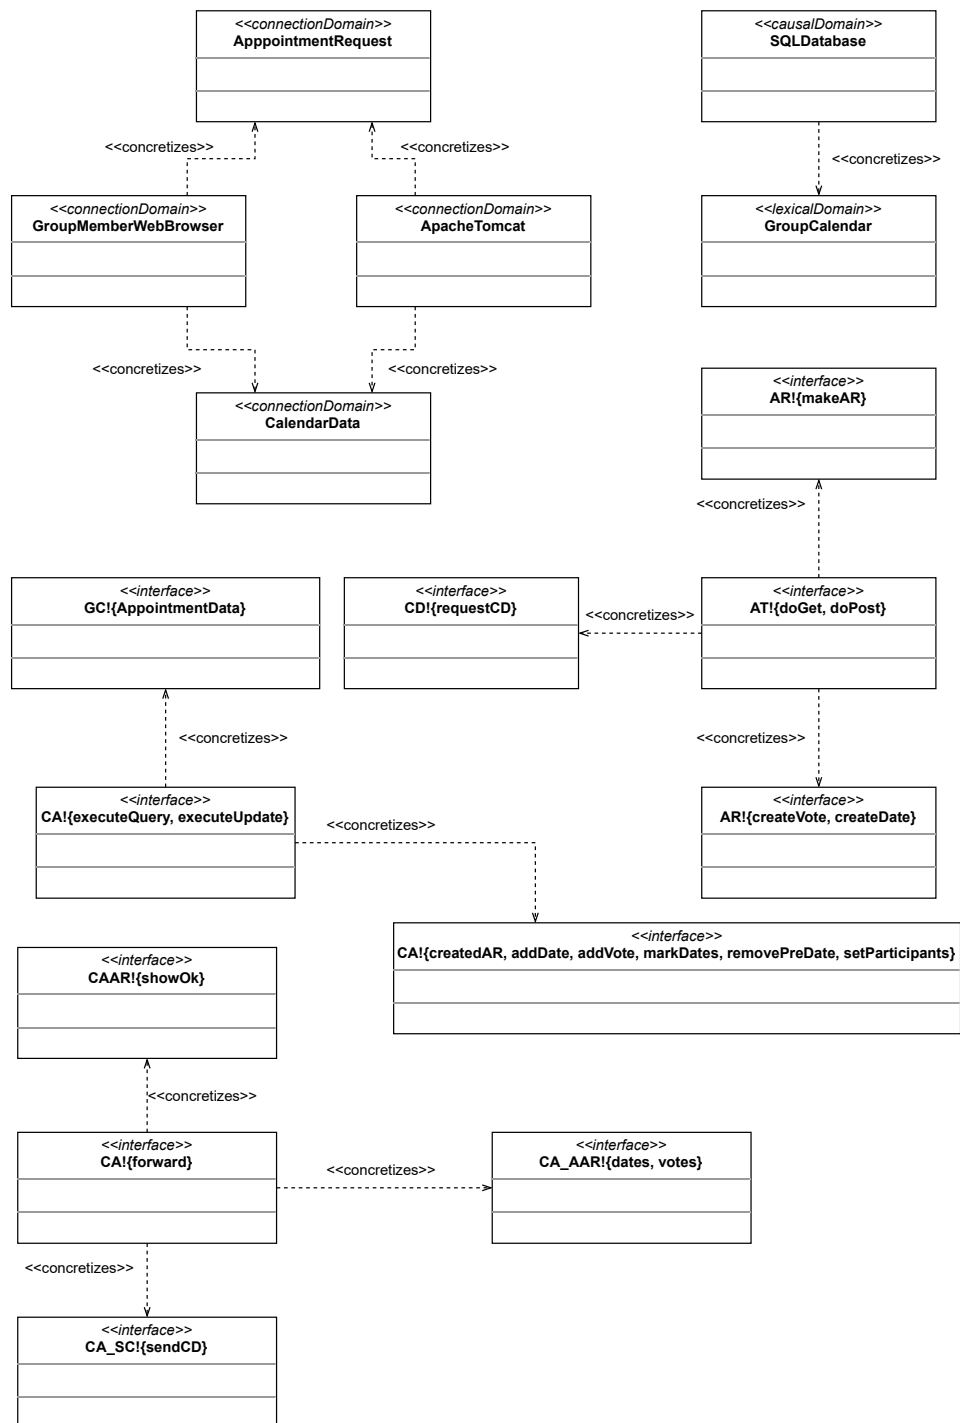 <<connectionDomain>>
ApppointmentRequest
<<causalDomain>>
SQLDatabase
<<concretizes>>
<<concretizes>>
<<concretizes>>
<<connectionDomain>>
GroupMemberWebBrowser
<<connectionDomain>>
ApacheTomcat
<<lexicalDomain>>
GroupCalendar
<<concretizes>>
<<concretizes>>
<<connectionDomain>>
CalendarData
<<interface>>
AR!{makeAR}
<<concretizes>>
<<interface>>
GC!{AppointmentData}
<<interface>>
CD!{requestCD}
<<concretizes>>
<<interface>>
AT!{doGet, doPost}
<<concretizes>>
<<concretizes>>
<<interface>>
CA!{executeQuery, executeUpdate}
<<concretizes>>
<<interface>>
AR!{createVote, createDate}
<<interface>>
CA!{createdAR, addDate, addVote, markDates, removePreDate, setParticipants}
<<interface>>
CAAR!{showOk}
<<concretizes>>
<<interface>>
CA!{forward}
<<concretizes>>
<<interface>>
CA_AAR!{dates, votes}
<<concretizes>>
<<interface>>
CA_SC!{sendCD}